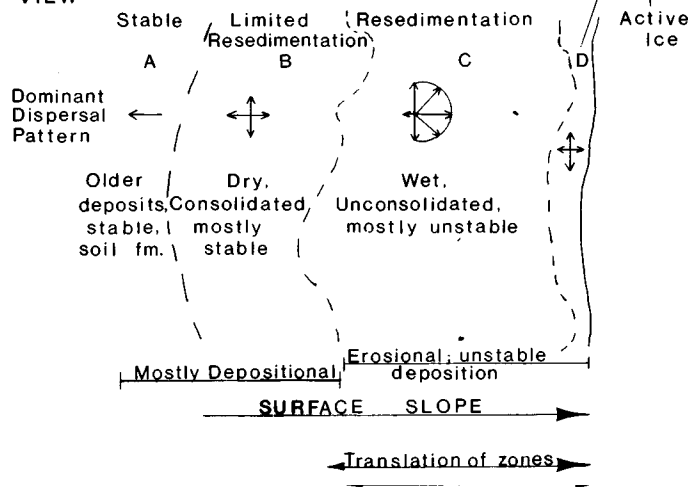 VIEW
Stable
Limited
Resedimentation
Resedimentation
Active
Ice
A
B
C
D
Dominant
Dispersal
Pattern
Older
deposits,
stable,
soil fm.
Dry,
Consolidated
mostly
stable
Wet,
Unconsolidated,
mostly unstable
Mostly Depositional
Erosional; unstable
deposition
SURFACE SLOPE
Translation of zones